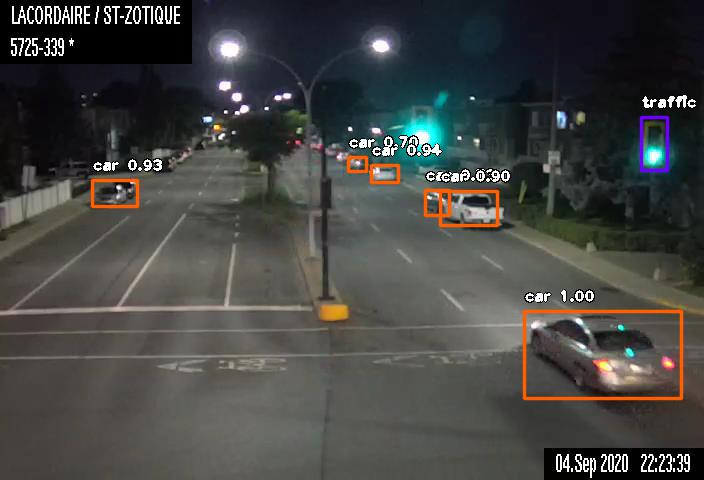 LACORDAIRE / ST-ZOTIQUE
5725-339 *
traffic
car 0.70
car 0.94
car 0.93
car 0.90
car 1.00
04.Sep 2020 22:23:39